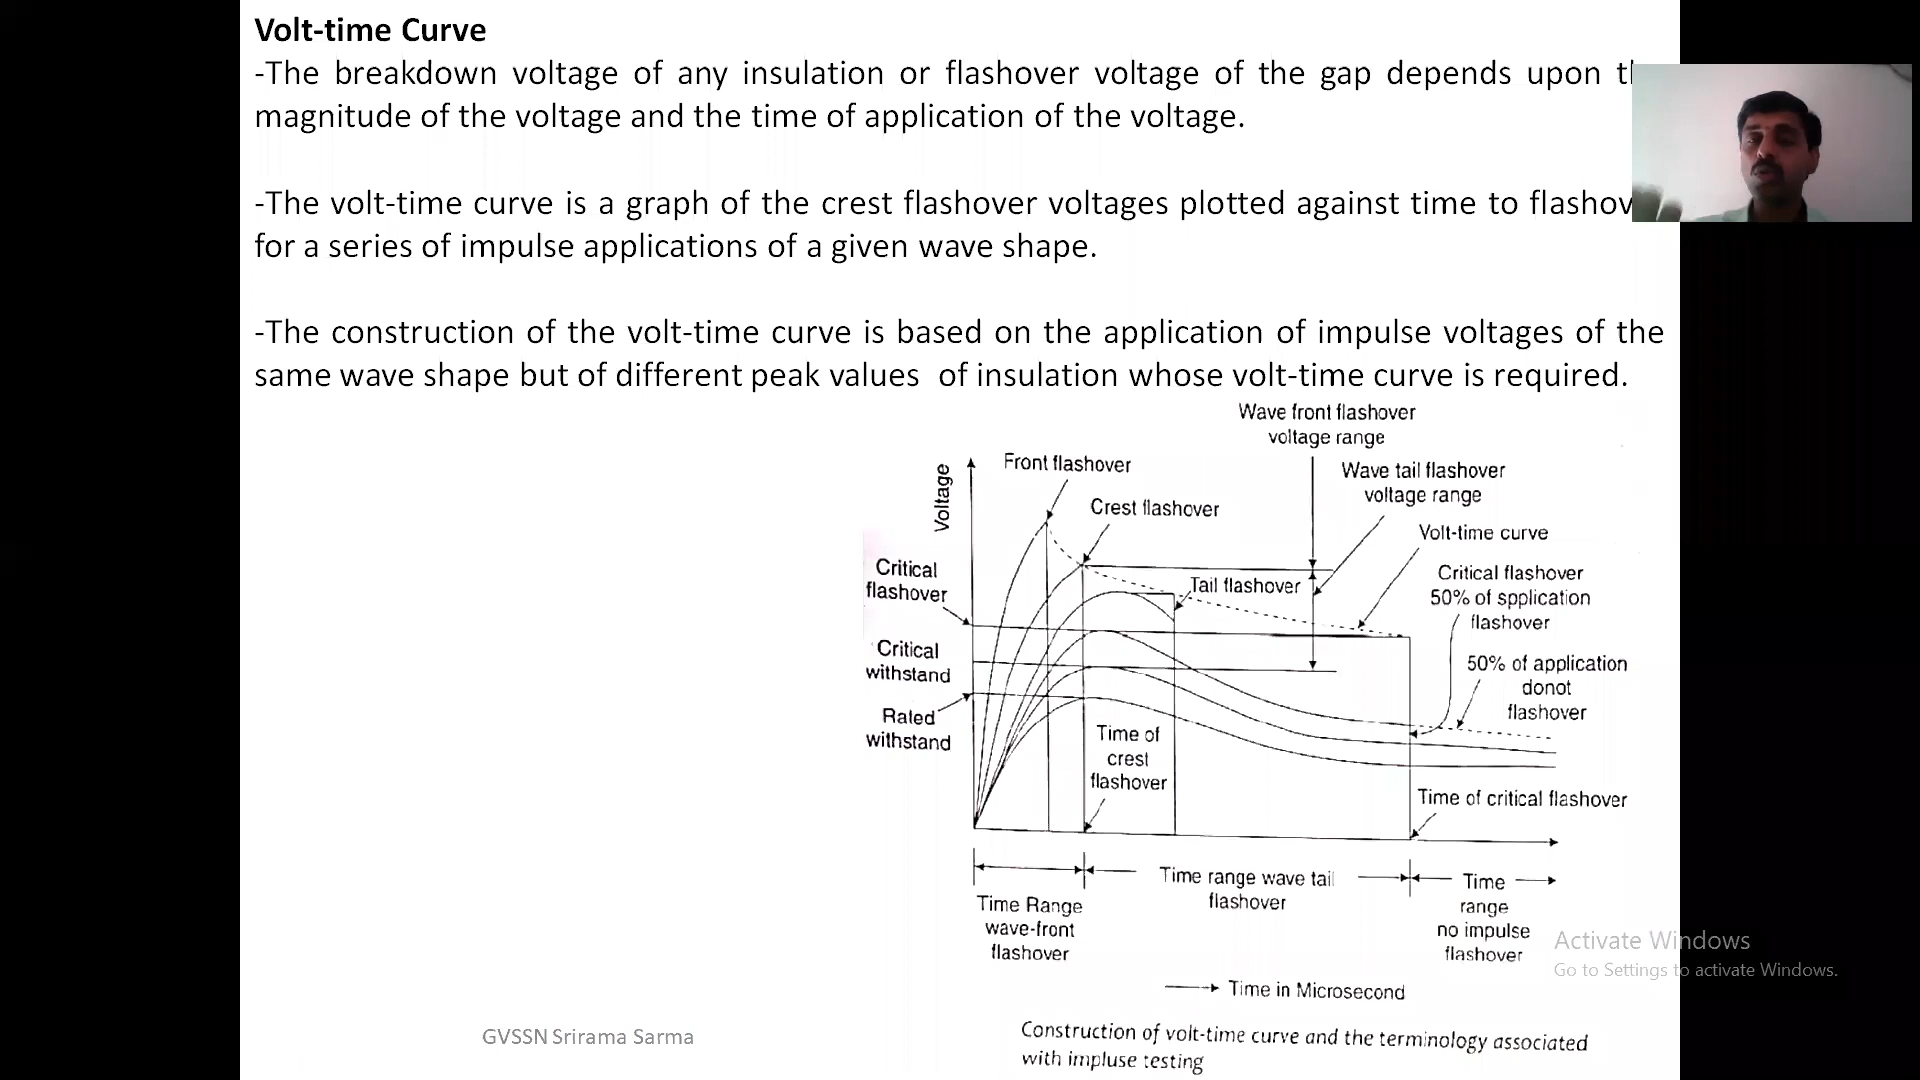 Volt-time Curve
-The breakdown voltage of any insulation or flashover voltage of the gap depends upon
magnitude of the voltage and the time of application of the voltage.
-The volt-time curve is a graph of the crest flashover voltages plotted against time to
for a series of impulse applications of a given wave shape.
-The construction of the volt-time curve is based on the application of impulse voltages of the
same wave shape but of different peak values of insulation whose volt-time curve is required.
Wave front flashover
voltage range
Front flashover
Wave tail flashover
voltage range
Voltage
Crest flashover
Volt-time curve
Critical
flashover
Tail flashover
Critical flashover
50% of spplication
flashover
Critical
withstand
50% of application
donot
flashover
Rated
withstand
Time of
crest
flashover
Time of critical flashover
Time Range
wave-front
flashover
Time range wave tail
flashover
Time
range
no impulse
flashover
Time in Microsecond
Activate Windows
Go to Settings to activate Windows.
GVSSN Srirama Sarma
Construction of volt-time curve and the terminology associated
with impluse testing